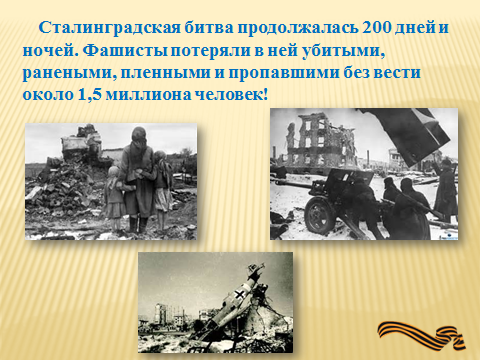 Сталинградская битва продолжалась 200 дней и
ночей. Фашисты потеряли в ней убитыми,
ранеными, пленными и пропавшими без вести
около 1,5 миллиона человек!